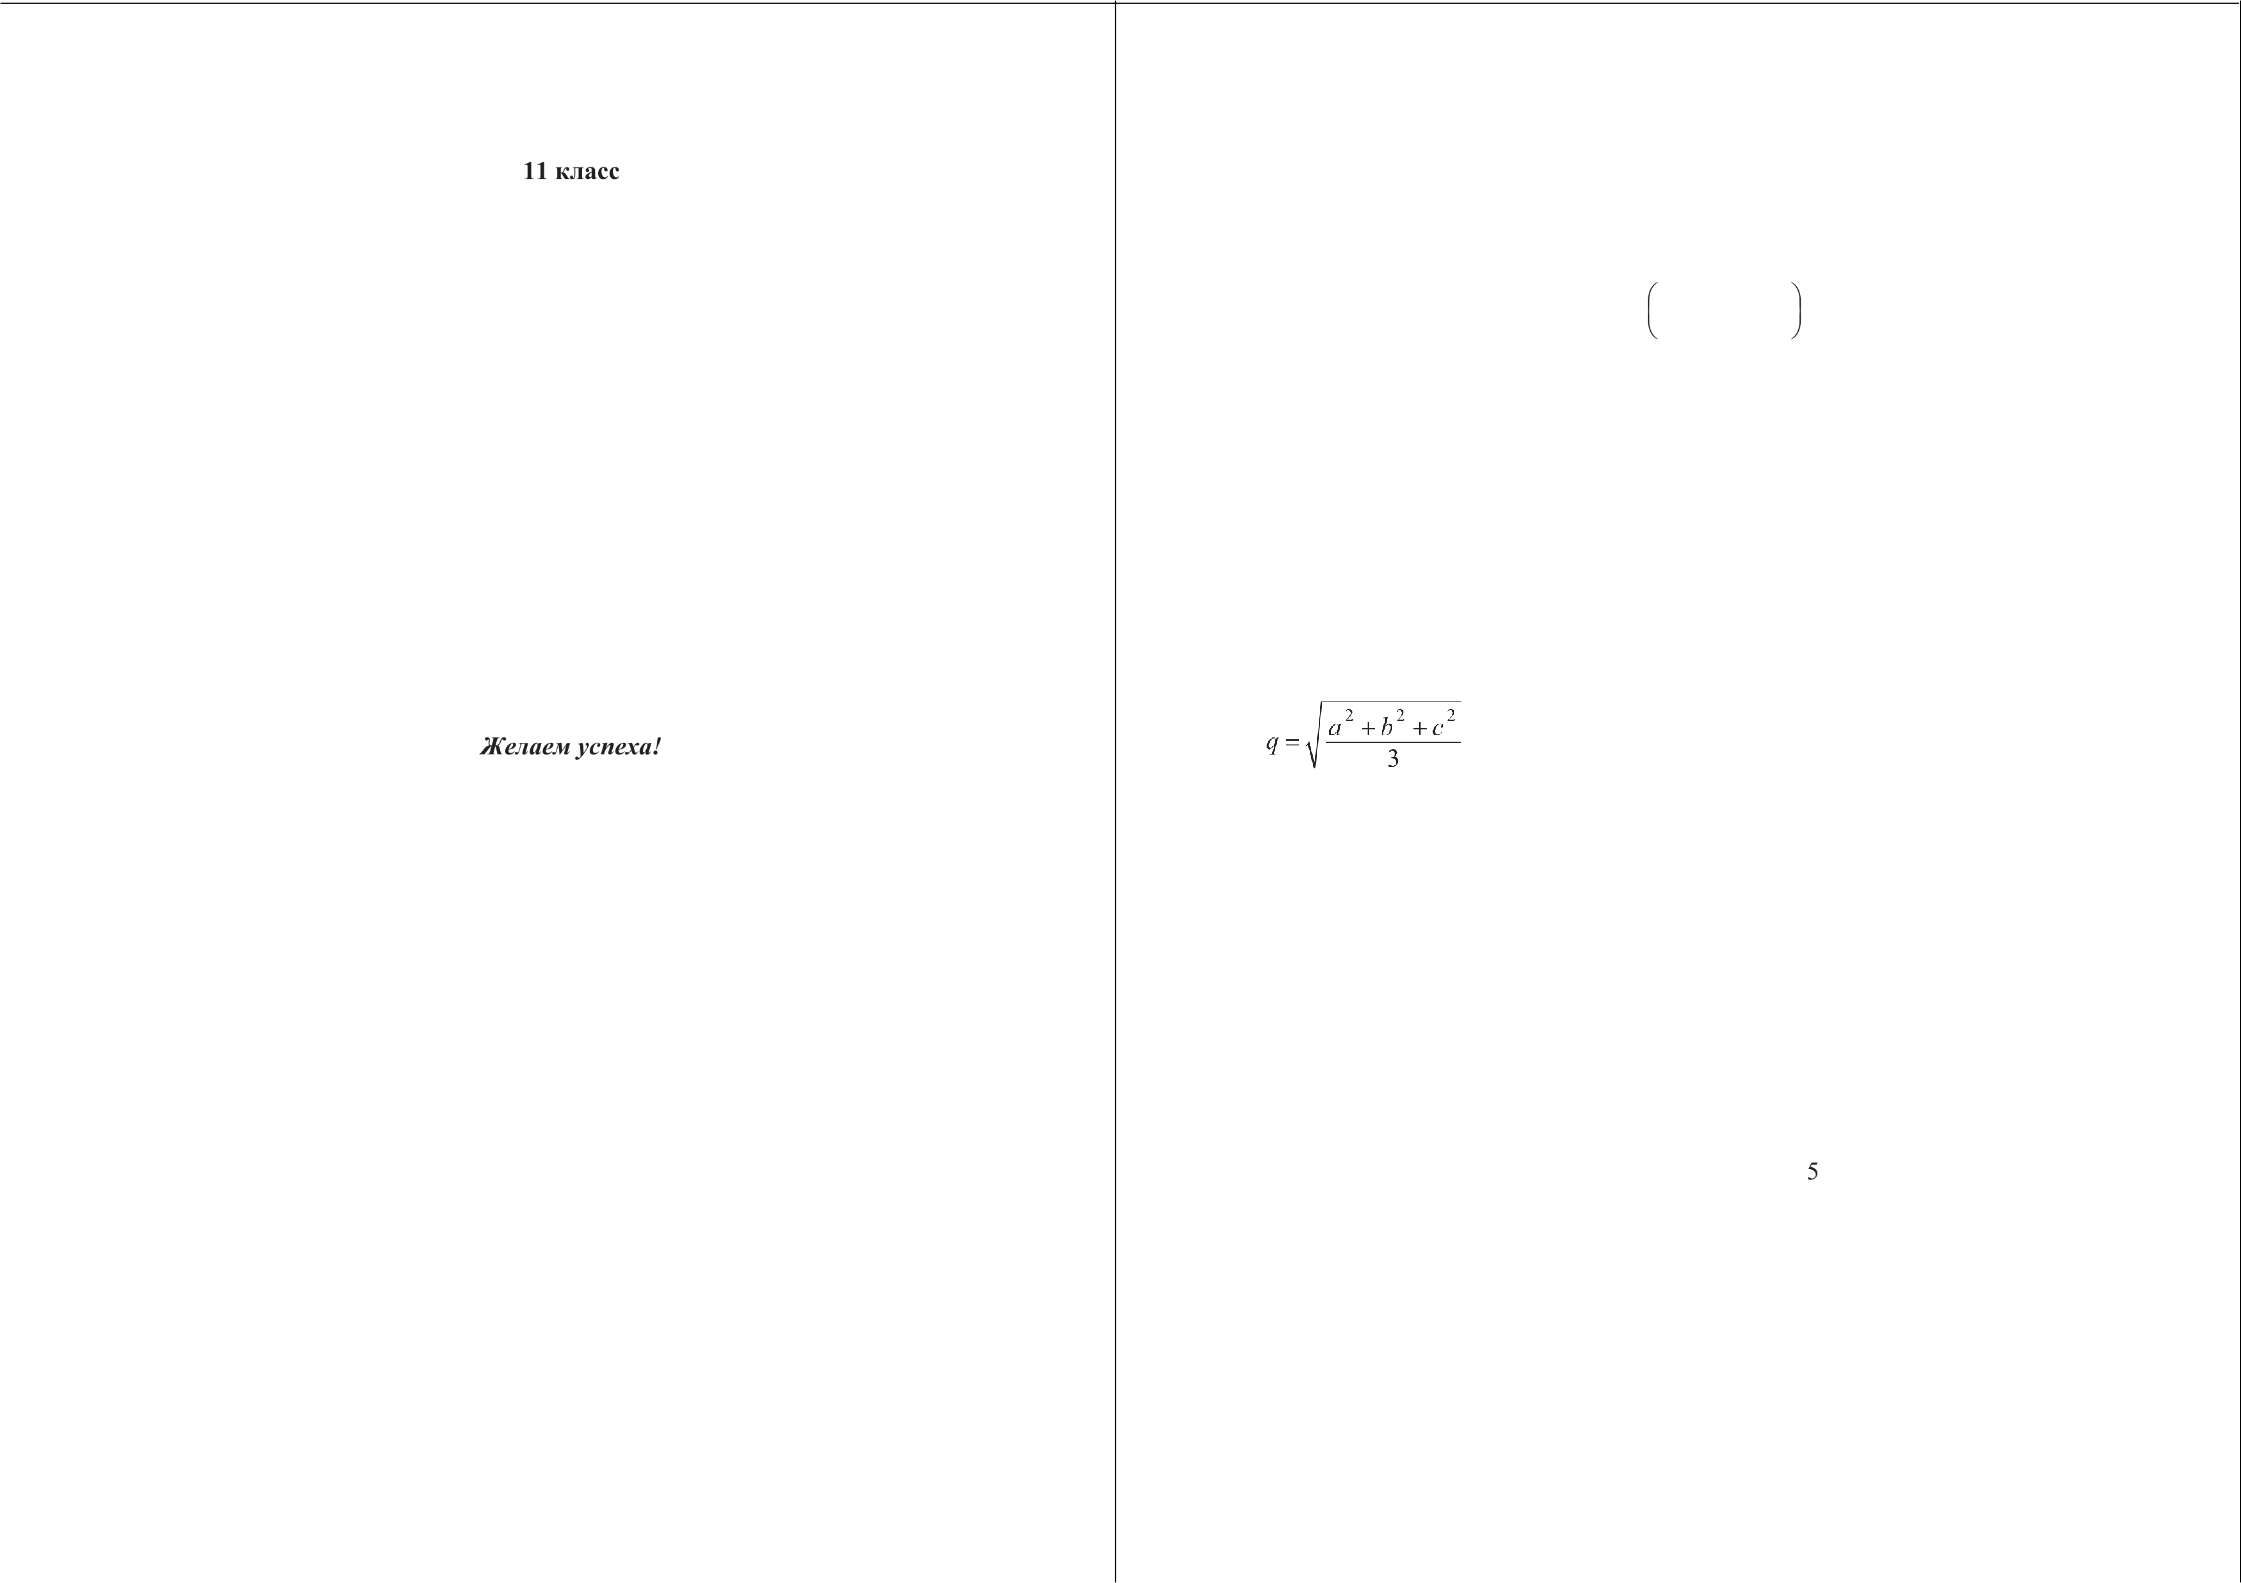 11 класс
Желаем успеха!
( )
q = √((a² + b² + c²)/3)
5